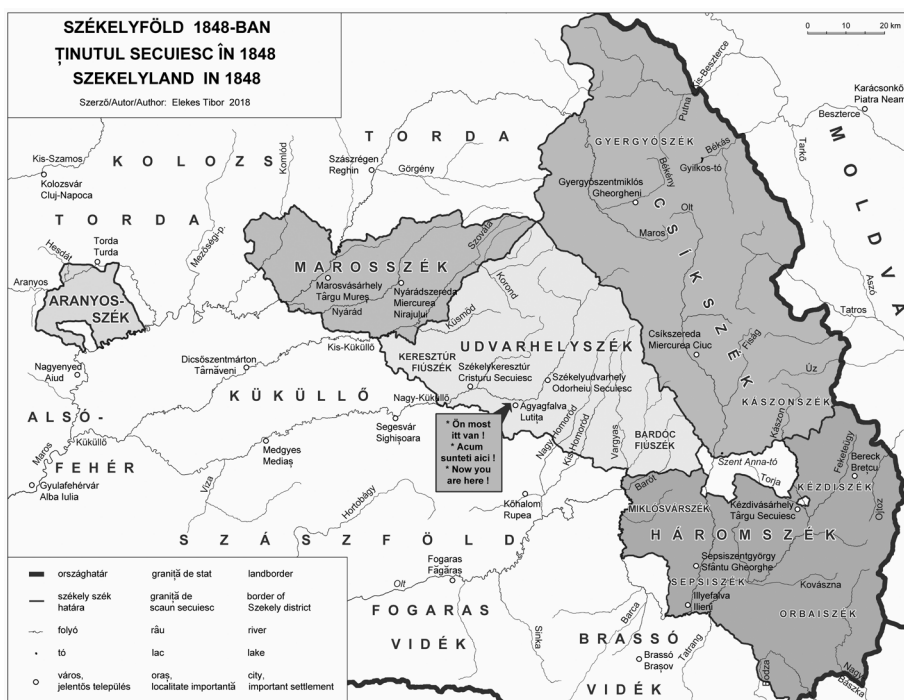 SZÉKELYFÖLD 1848-BAN
ȚINUTUL SECUIESC ÎN 1848
SZEKELYLAND IN 1848
Szerző/Autor/Author: Elekes Tibor 2018
0 10 20 km
Kis-Beszterce
Karácsonkő
Piatra Neam
Beszterce
Putna
TORDA
KOLOZS
Kis-Szamos
Kolozsvár
Cluj-Napoca
Komlód
Szászrégen
Reghin
Görgény
GYERGYÓSZÉK
Békás
Gyilkos-tó
Békény
Tarkő
MOLDVA
Gyergyószentmiklós
Gheorgheni
Olt
Maros
CSÍKSZÉK
TORDA
Mezőségi-p.
Hesdát
Torda
Turda
Aranyos
ARANYOS-
SZÉK
Szováta
MAROSSZÉK
Marosvásárhely
Târgu Mureș
Nyárádszereda
Miercurea
Nirajului
Nyárád
Korond
Küsmöd
Aszó
Tatros
Csíkszereda
Miercurea Ciuc
Fiság
Úz
UDVARHELYSZÉK
Kis-Küküllő
KERESZTÚR
FIÚSZÉK
Székelykeresztúr
Cristuru Secuiesc
Székelyudvarhely
Odorheiu Secuiesc
Dicsőszentmárton
Târnăveni
Nagyenyed
Aiud
KÜKÜLLŐ
Nagy-Küküllő
Segesvár
Sighișoara
Agyagfalva
Lutița
* Ön most
itt van !
* Acum
sunteti aici !
* Now you
are here !
Nagy-Homoród
Kis-Homoród
Vargyas
BARDÓC
FIÚSZÉK
KÁSZONSZÉK
Kászon
ALSÓ-
FEHÉR
Maros
Küküllő
Medgyes
Mediaș
Gyulafehérvár
Alba Iulia
Víza
Hortobágy
Kőhalom
Rupea
Szent Anna-tó
Torja
Feketeügy
Bereck
Brețcu
KÉZDISZÉK
Ojtoz
Barót
MIKLÓSVÁRSZÉK
Kézdivásárhely
Târgu Secuiesc
HÁROMSZÉK
SZÁSZFÖLD
Sepsiszentgyörgy
Sfântu Gheorghe
SEPSISZÉK
Kovászna
Illyefalva
Ilieni
ORBAISZÉK
Fogaras
Făgăraș
Olt
FOGARAS
VIDÉK
Sinka
Barca
BRASSÓ
Brassó
Brașov
VIDÉK
Tatrang
Bodza
Nagy-
Baszka
országhatár graniță de stat landborder
székely szék
határa
graniță de
scaun secuiesc
border of
Szekely district
folyó râu river
tó lac lake
város,
jelentős település
oraș,
localitate importantă
city,
important settlement